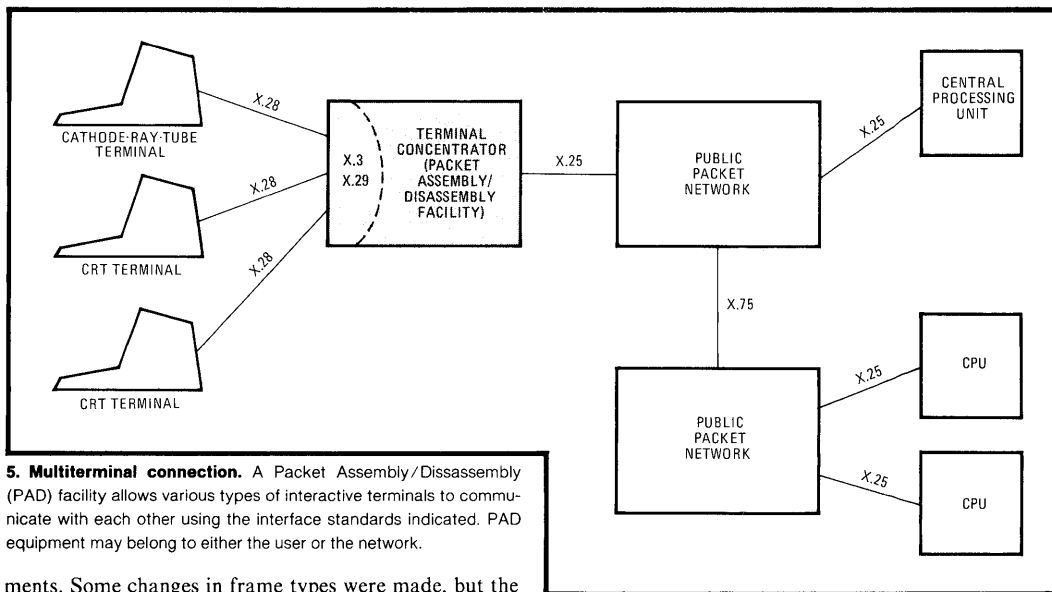 X.28
CATHODE-RAY-TUBE
TERMINAL
X.28
CRT TERMINAL
X.28
CRT TERMINAL
X.3
X.29
TERMINAL
CONCENTRATOR
(PACKET
ASSEMBLY/
DISASSEMBLY
FACILITY)
X.25
PUBLIC
PACKET
NETWORK
X.25
CENTRAL
PROCESSING
UNIT
X.75
PUBLIC
PACKET
NETWORK
X.25
CPU
X.25
CPU
5. Multiterminal connection. A Packet Assembly/Dissassembly
(PAD) facility allows various types of interactive terminals to commu-
nicate with each other using the interface standards indicated. PAD
equipment may belong to either the user or the network.
ments. Some changes in frame types were made, but the